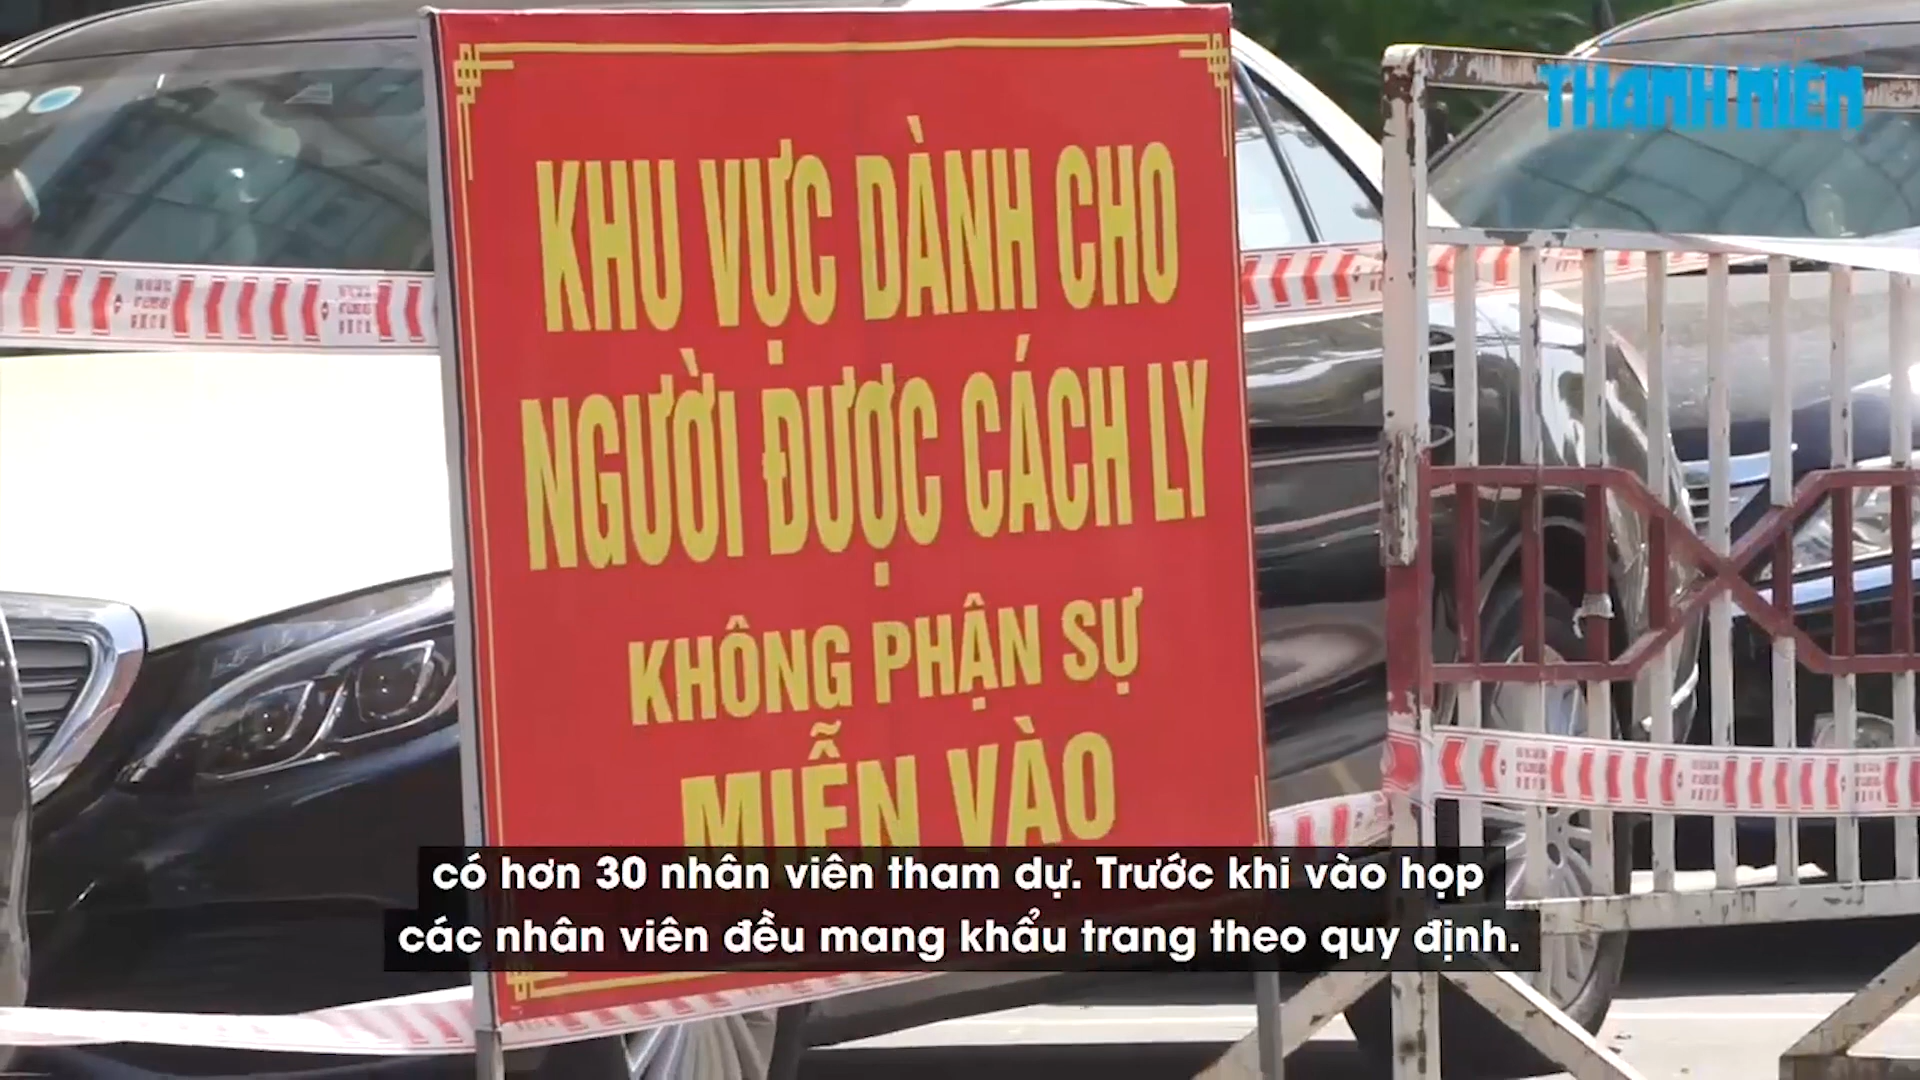 THANH NIÊN
KHU VỰC DÀNH CHO
NGƯỜI ĐƯỢC CÁCH LY
KHÔNG PHẬN SỰ
MIỄN VÀO
có hơn 30 nhân viên tham dự. Trước khi vào họp
các nhân viên đều mang khẩu trang theo quy định.